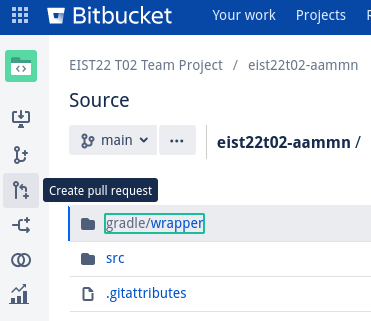 Bitbucket Your work Projects
EIST22 T02 Team Project / eist22t02-aammn
Source
main ••• eist22t02-aammn /
Create pull request
gradle/wrapper
src
.gitattributes